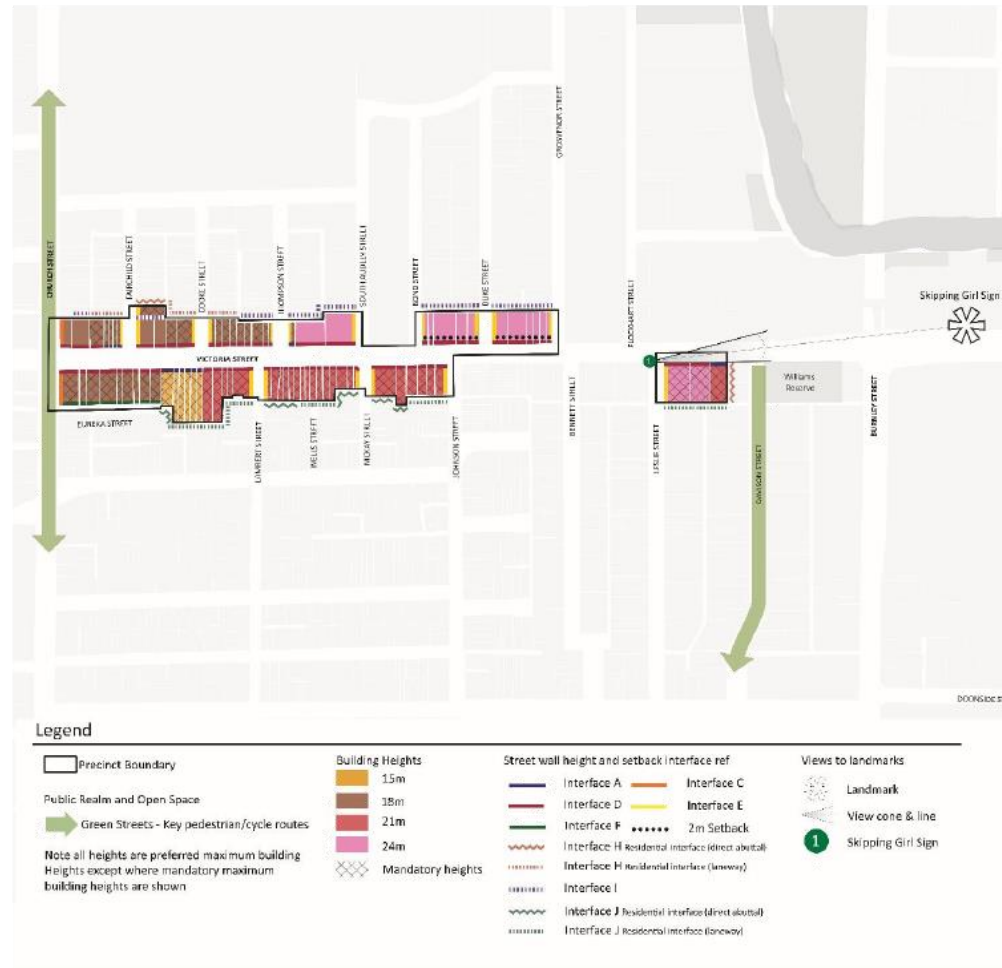 GROSVENOR STREET
CHURCH STREET
FAIRCHILD STREET
COOKE STREET
THOMPSON STREET
SOUTH AUDLEY STREET
BOND STREET
DUKE STREET
FLOCKHART STREET
Skipping Girl Sign
VICTORIA STREET
1
Williams
Reserve
BENNETT STREET
BURNLEY STREET
EUREKA STREET
LAMBERT STREET
WELLS STREET
MCKAY STREET
JOHNSON STREET
LESLIE STREET
DAVISON STREET
DOONSIDE ST
Legend
Precinct Boundary
Public Realm and Open Space
Green Streets - Key pedestrian/cycle routes
Note all heights are preferred maximum building
Heights except where mandatory maximum
building heights are shown
Building Heights
15m
18m
21m
24m
Mandatory heights
Street wall height and setback interface ref
Interface A
Interface C
Interface D
Interface E
Interface F
2m Setback
Interface H Residential interface (direct abuttal)
Interface H Residential interface (laneway)
Interface I
Interface J Residential interface (direct abuttal)
Interface J Residential interface (laneway)
Views to landmarks
Landmark
View cone & line
1 Skipping Girl Sign